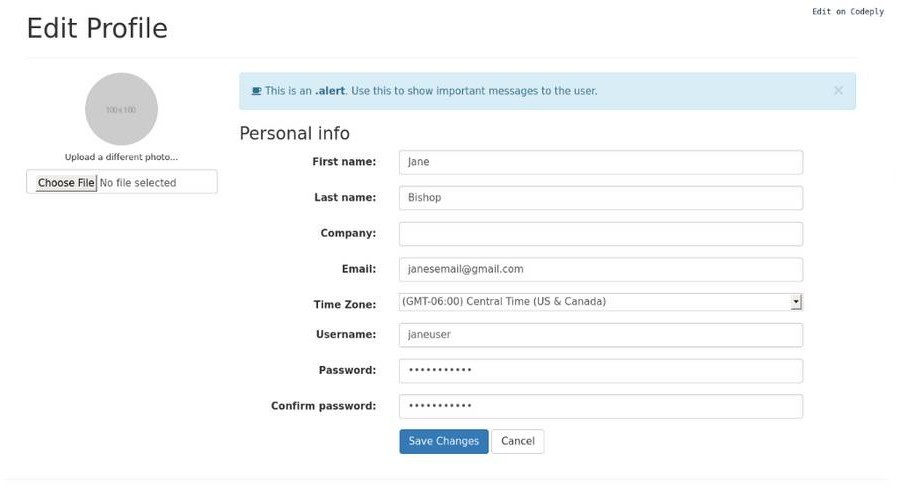 Edit on Codeply
Edit Profile
100 x 100
Upload a different photo...
Choose File No file selected
This is an .alert. Use this to show important messages to the user. ×
Personal info
First name: Jane
Last name: Bishop
Company:
Email: janesemail@gmail.com
Time Zone: (GMT-06:00) Central Time (US & Canada)
Username: janeuser
Password: •••••••••••
Confirm password: •••••••••••
Save Changes Cancel